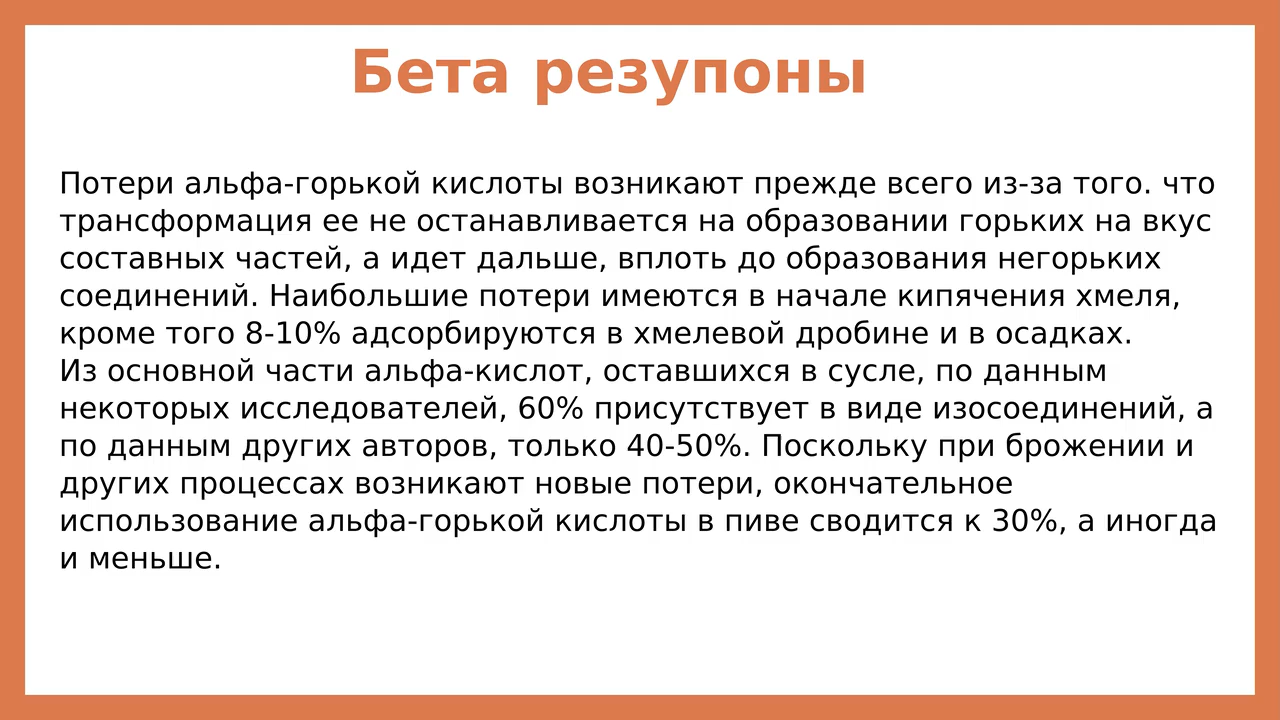 Бета резупоны
Потери альфа-горькой кислоты возникают прежде всего из-за того. что
трансформация ее не останавливается на образовании горьких на вкус
составных частей, а идет дальше, вплоть до образования негорьких
соединений. Наибольшие потери имеются в начале кипячения хмеля,
кроме того 8-10% адсорбируются в хмелевой дробине и в осадках.
Из основной части альфа-кислот, оставшихся в сусле, по данным
некоторых исследователей, 60% присутствует в виде изосоединений, а
по данным других авторов, только 40-50%. Поскольку при брожении и
других процессах возникают новые потери, окончательное
использование альфа-горькой кислоты в пиве сводится к 30%, а иногда
и меньше.